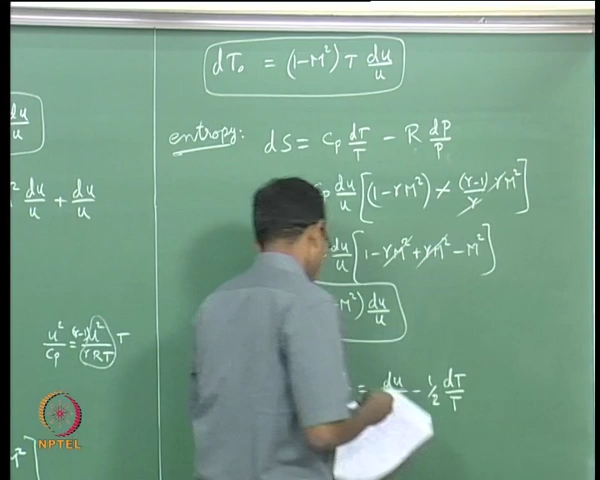 dT₀ = (1-M²) T du/u
du/u
entropy: dS = Cp dT/T - R dP/P
² du/u + du/u
p du/u [(1-γM²) + (γ-1)/γ γM²]
du/u [1-γM² + γM² - M²]
M²) du/u
u²/Cp = (γ-1)u²/γRT T
= du - 1/2 dT/T
NPTEL
T²]